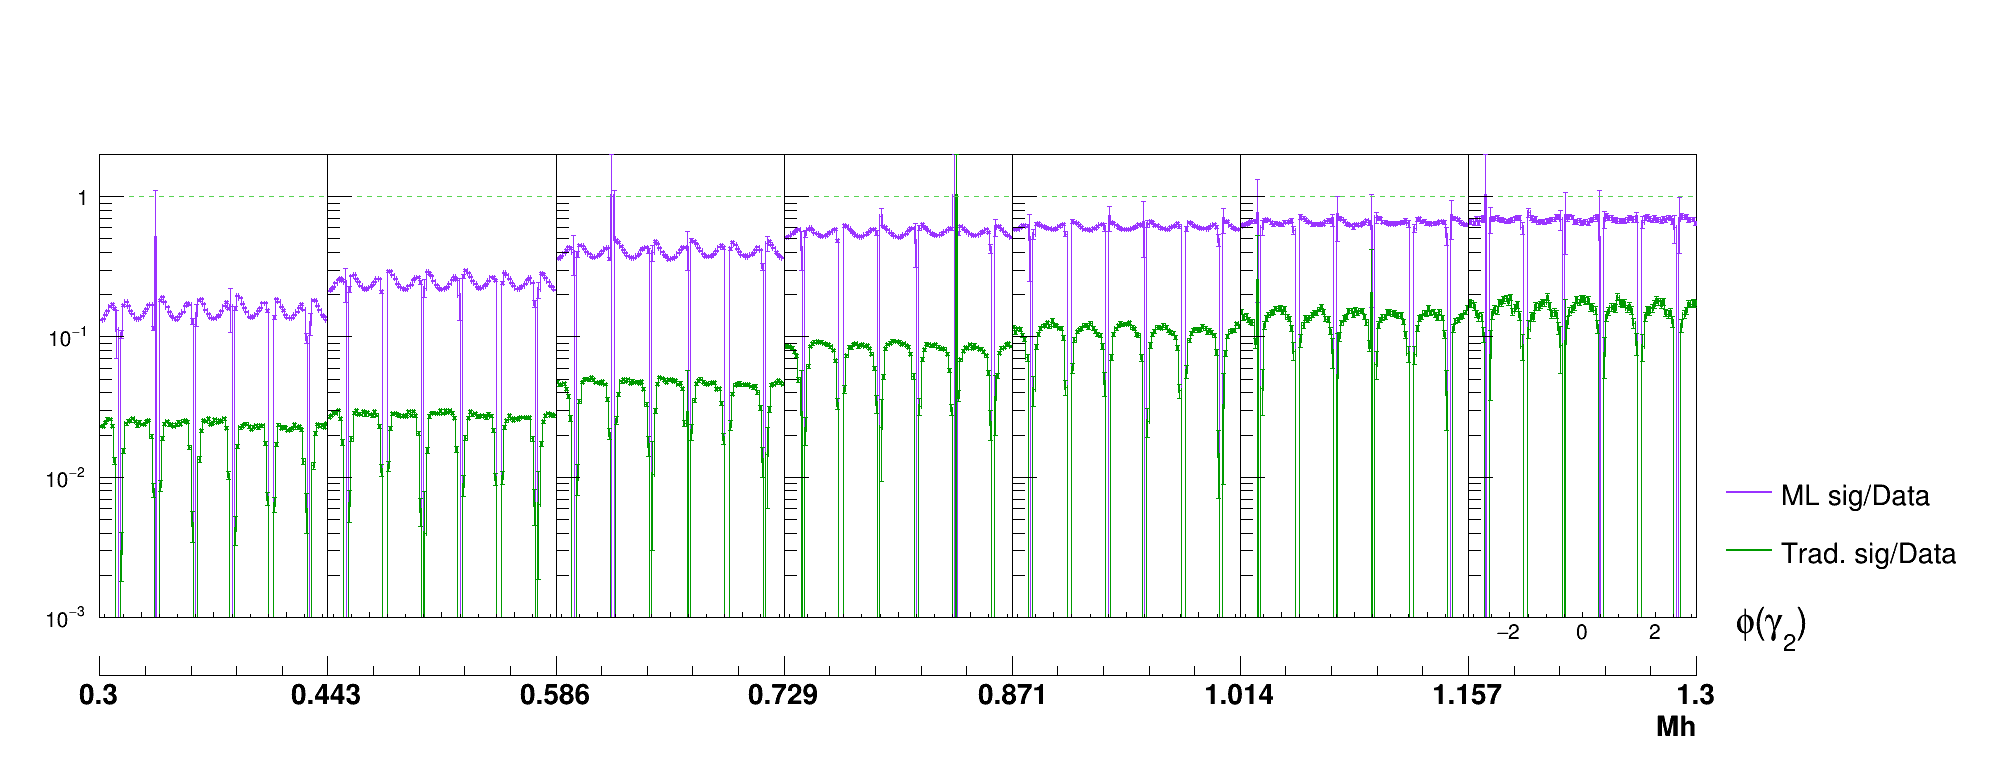 1
10⁻¹
10⁻²
10⁻³
ML sig/Data
Trad. sig/Data
−2 0 2
ϕ(γ₂)
0.3 0.443 0.586 0.729 0.871 1.014 1.157 1.3
Mh